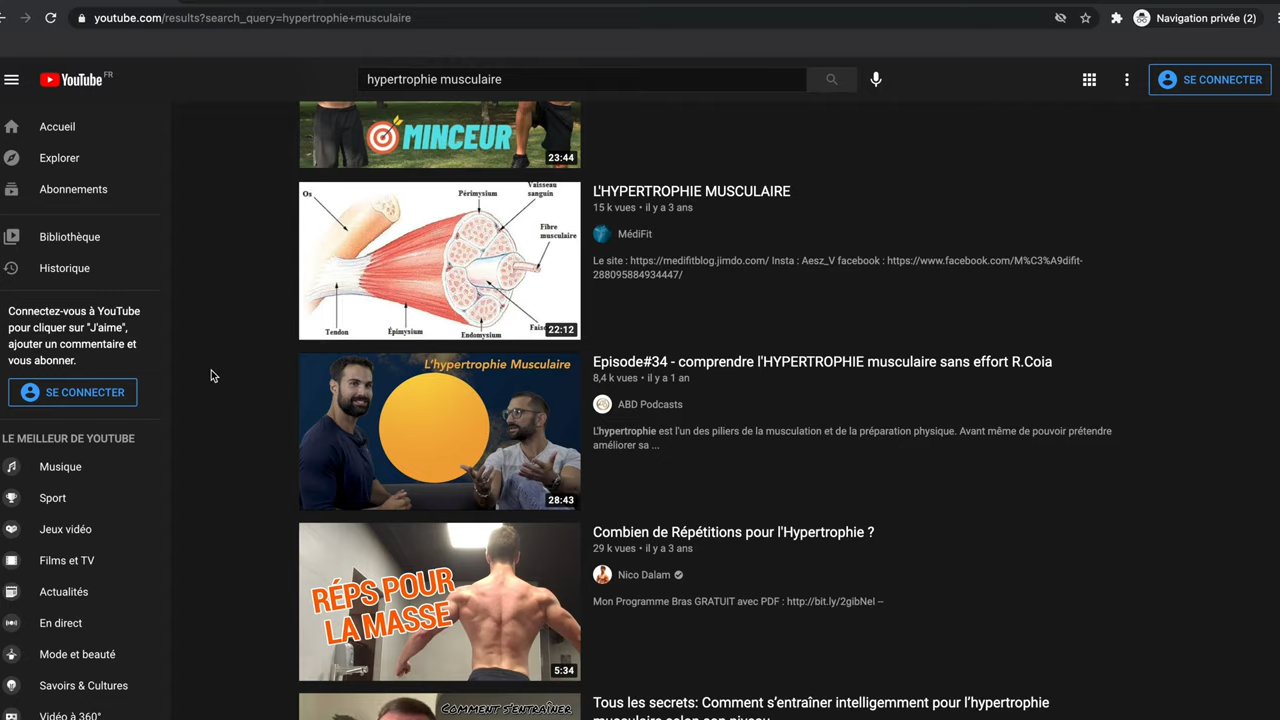 youtube.com/results?search_query=hypertrophie+musculaire
Navigation privée (2)
YouTube FR
hypertrophie musculaire
SE CONNECTER
Accueil
Explorer
Abonnements
Bibliothèque
Historique
Connectez-vous à YouTube
pour cliquer sur "J'aime",
ajouter un commentaire et
vous abonner.
SE CONNECTER
LE MEILLEUR DE YOUTUBE
Musique
Sport
Jeux vidéo
Films et TV
Actualités
En direct
Mode et beauté
Savoirs & Cultures
Vidéo à 360°
MINCEUR
23:44
Os
Périmysium
Vaisseau
sanguin
Fibre
musculaire
Tendon
Épimysium
Endomysium
22:12
L'HYPERTROPHIE MUSCULAIRE
15 k vues • il y a 3 ans
MédiFit
Le site : https://medifitblog.jimdo.com/ Insta : Aesz_V facebook : https://www.facebook.com/M%C3%A9difit-
288095884934447/
L'hypertrophie Musculaire
28:43
Episode#34 - comprendre l'HYPERTROPHIE musculaire sans effort R.Coia
8,4 k vues • il y a 1 an
ABD Podcasts
L'hypertrophie est l'un des piliers de la musculation et de la préparation physique. Avant même de pouvoir prétendre
améliorer sa ...
RÉPS POUR
LA MASSE
5:34
Combien de Répétitions pour l'Hypertrophie ?
29 k vues • il y a 3 ans
Nico Dalam
Mon Programme Bras GRATUIT avec PDF : http://bit.ly/2gibNeI --
COMMENT S'ENTRAÎNER
Tous les secrets: Comment s'entraîner intelligemment pour l'hypertrophie
musculaire selon son niveau